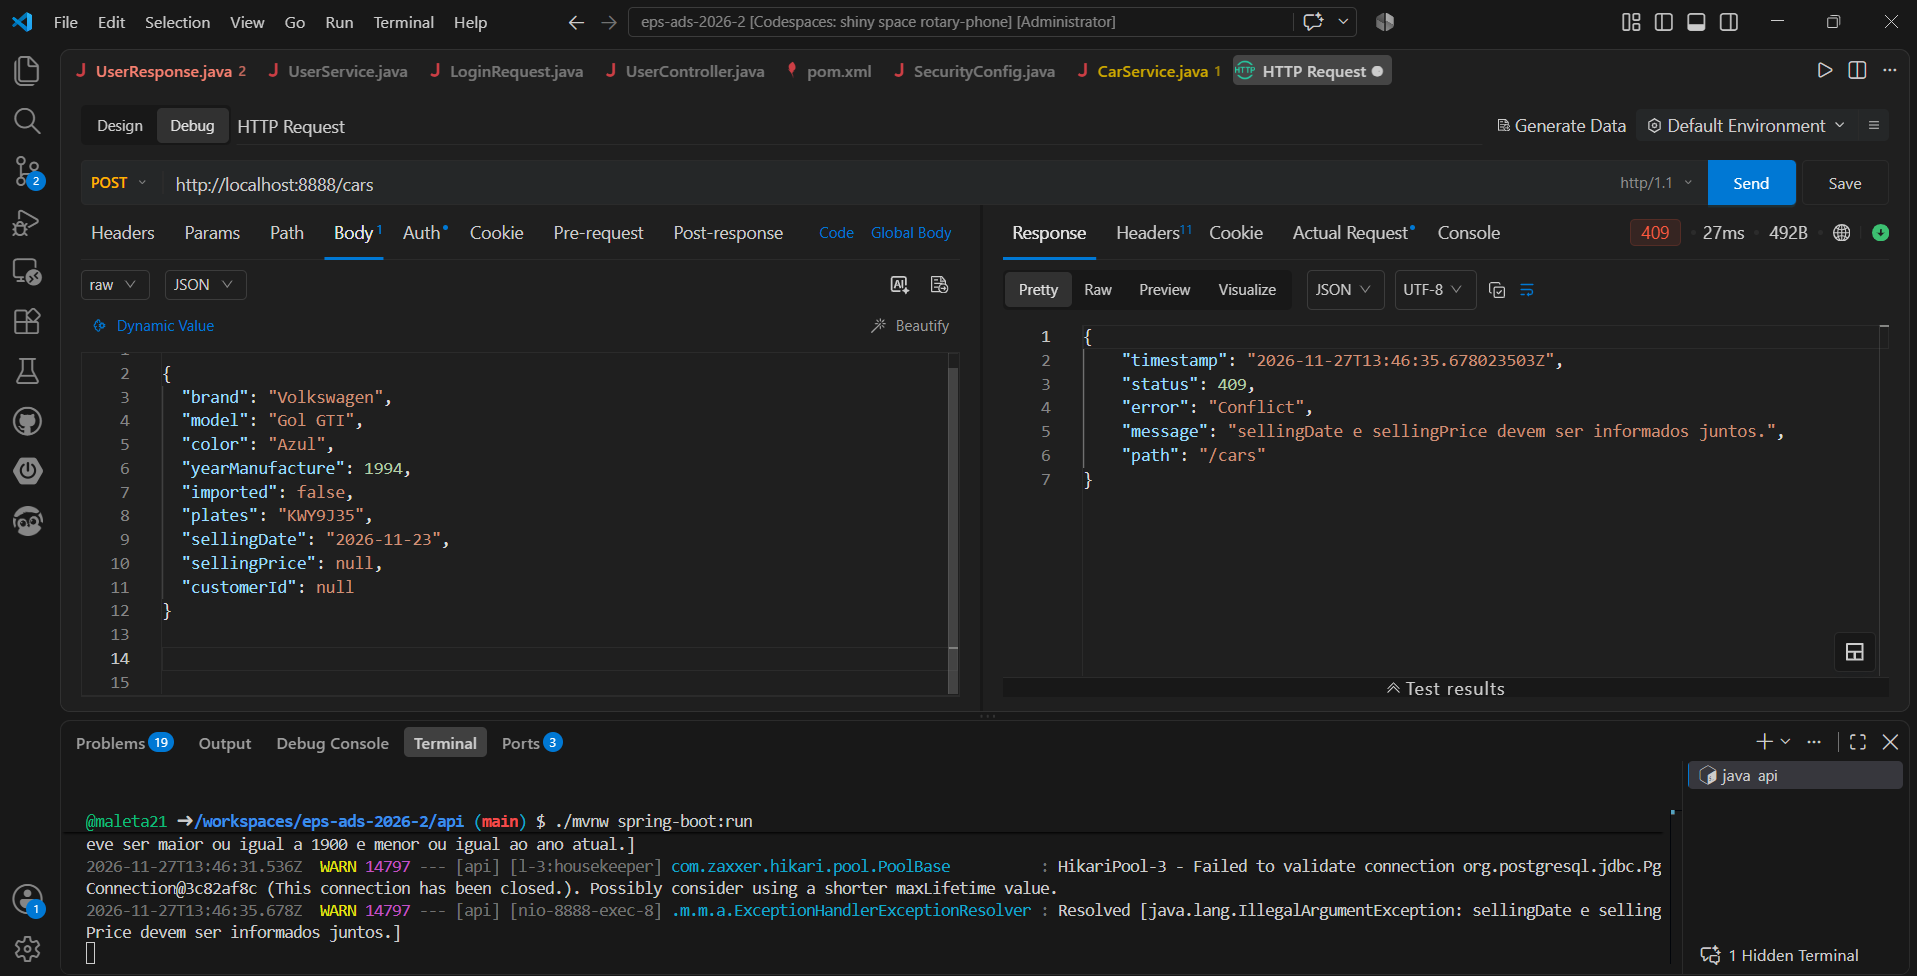 File Edit Selection View Go Run Terminal Help
eps-ads-2026-2 [Codespaces: shiny space rotary-phone] [Administrator]
UserResponse.java 2 UserService.java LoginRequest.java UserController.java pom.xml SecurityConfig.java CarService.java 1 HTTP HTTP Request
Design Debug HTTP Request
Generate Data Default Environment
POST http://localhost:8888/cars http/1.1 Send Save
Headers Params Path Body 1 Auth Cookie Pre-request Post-response Code Global Body
raw JSON
Dynamic Value Beautify
2 {
3 "brand": "Volkswagen",
4 "model": "Gol GTI",
5 "color": "Azul",
6 "yearManufacture": 1994,
7 "imported": false,
8 "plates": "KWY9J35",
9 "sellingDate": "2026-11-23",
10 "sellingPrice": null,
11 "customerId": null
12 }
13
14
15
Response Headers 11 Cookie Actual Request Console 409 27ms 492B
Pretty Raw Preview Visualize JSON UTF-8
1 {
2 "timestamp": "2026-11-27T13:46:35.678023503Z",
3 "status": 409,
4 "error": "Conflict",
5 "message": "sellingDate e sellingPrice devem ser informados juntos.",
6 "path": "/cars"
7 }
Test results
Problems 19 Output Debug Console Terminal Ports 3
@maleta21 ➜/workspaces/eps-ads-2026-2/api (main) $ ./mvnw spring-boot:run
eve ser maior ou igual a 1900 e menor ou igual ao ano atual.]
2026-11-27T13:46:31.536Z WARN 14797 --- [api] [l-3:housekeeper] com.zaxxer.hikari.pool.PoolBase : HikariPool-3 - Failed to validate connection org.postgresql.jdbc.Pg
Connection@3c82af8c (This connection has been closed.). Possibly consider using a shorter maxLifetime value.
2026-11-27T13:46:35.678Z WARN 14797 --- [api] [nio-8888-exec-8] .m.m.a.ExceptionHandlerExceptionResolver : Resolved [java.lang.IllegalArgumentException: sellingDate e selling
Price devem ser informados juntos.]
java api
1 Hidden Terminal
2
1